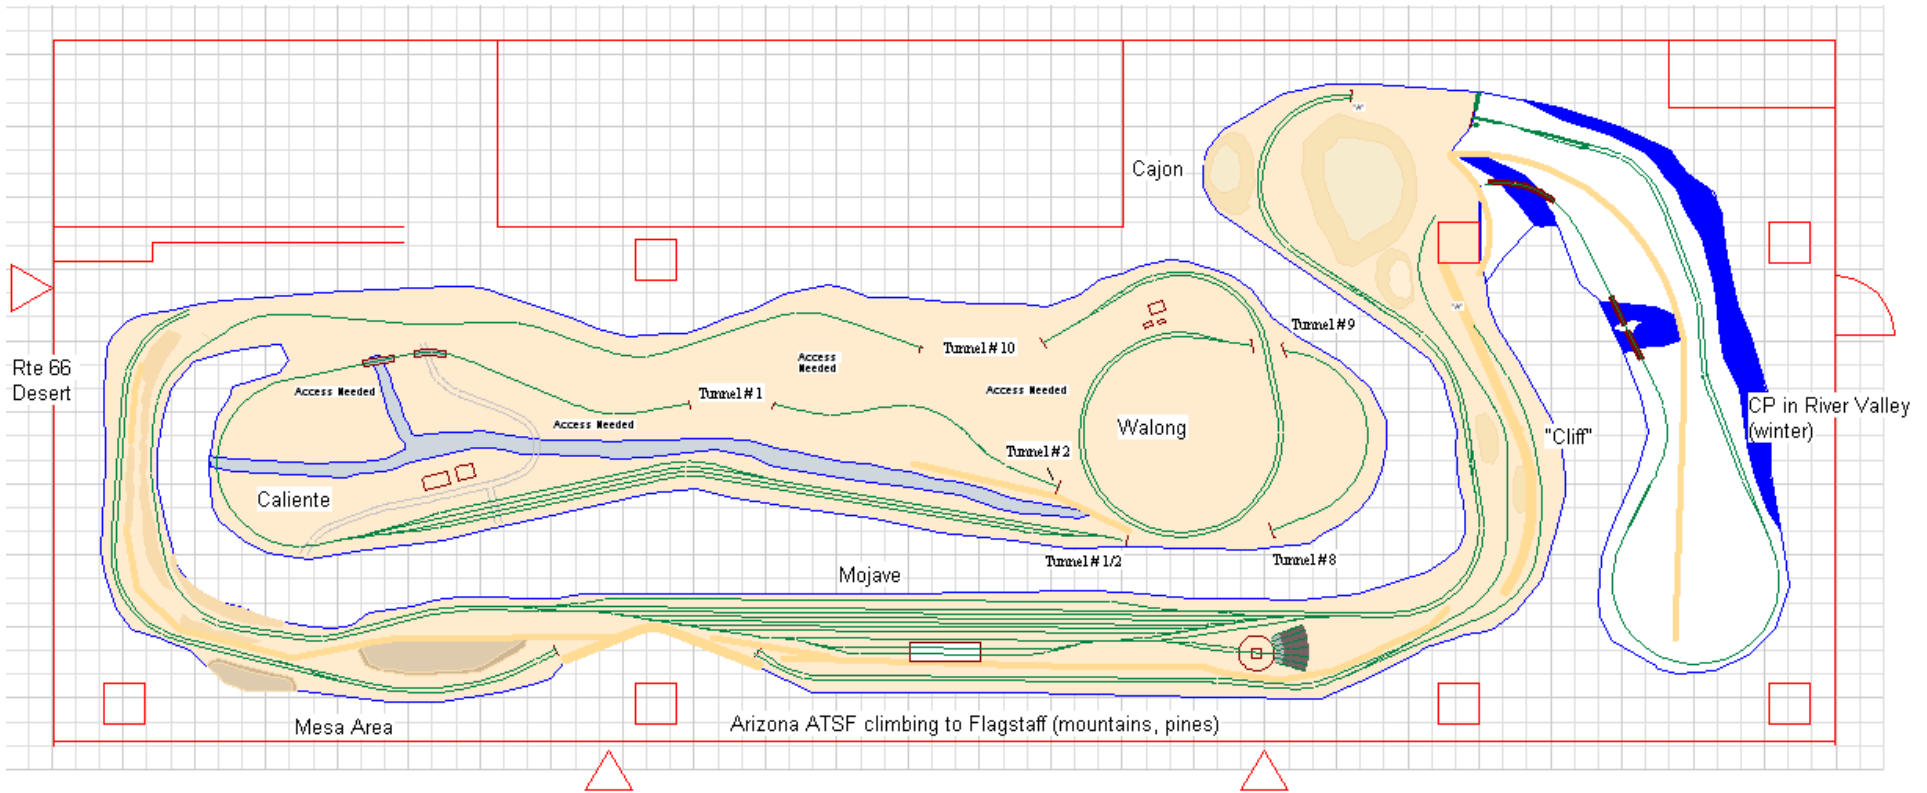 Cajon
"W"
Tunnel # 9
Tunnel # 10
Access
Needed
Rte 66
Desert
Access Needed
Tunnel # 1
Access Needed
Access Needed
Walong
CP in River Valley
(winter)
"Cliff"
Tunnel # 2
Caliente
"W"
Tunnel # 1/2
Tunnel # 8
Mojave
Mesa Area
Arizona ATSF climbing to Flagstaff (mountains, pines)